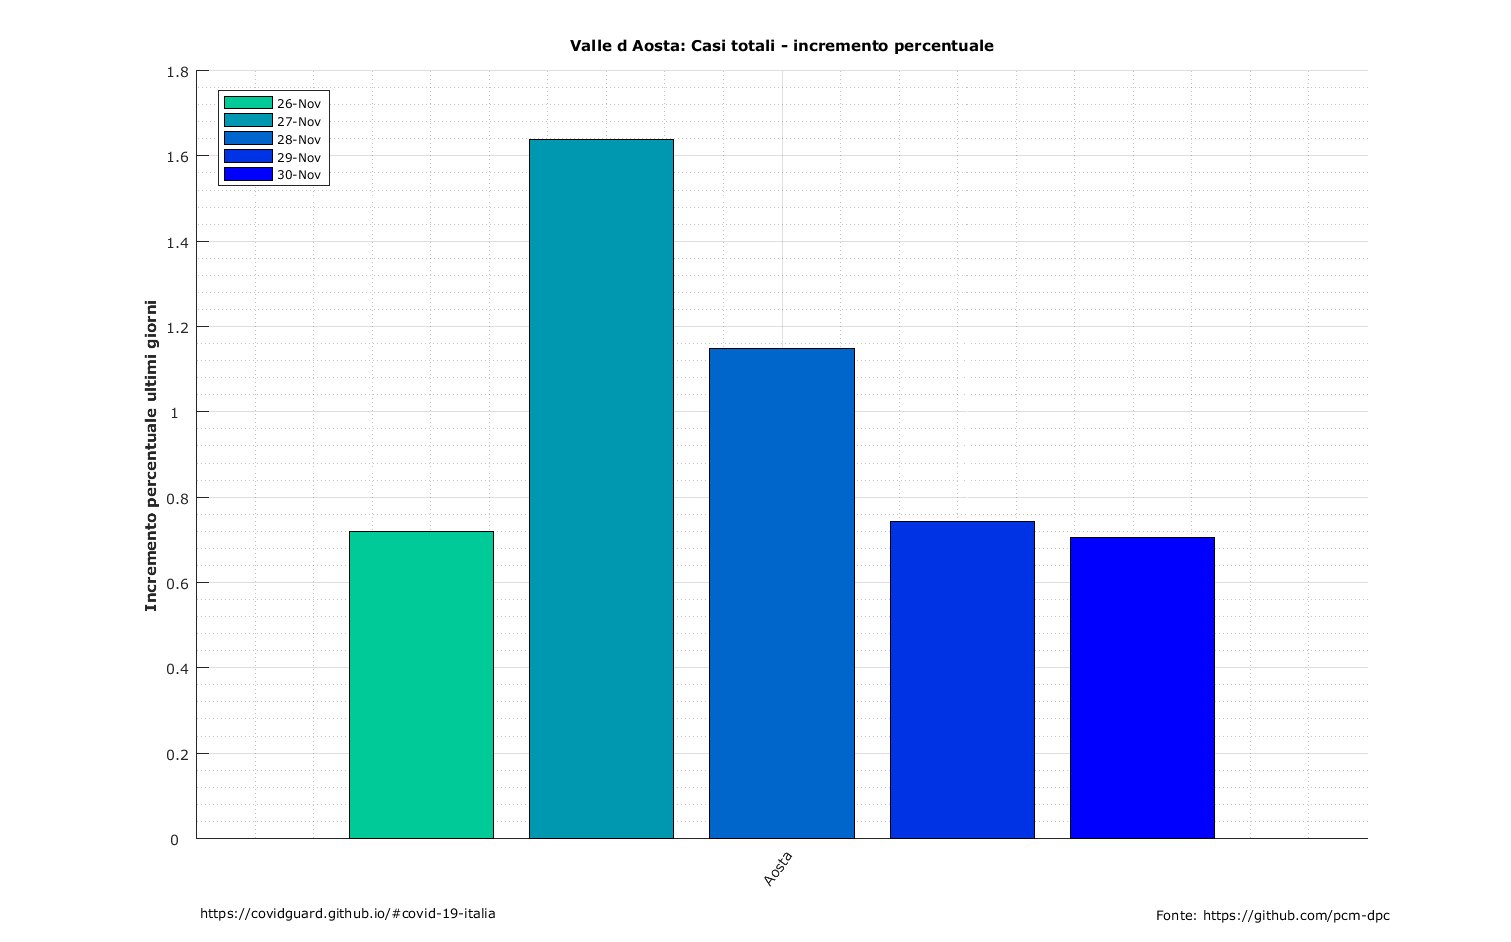 Valle d Aosta: Casi totali - incremento percentuale
1.8
1.6
1.4
1.2
1
0.8
0.6
0.4
0.2
0
Incremento percentuale ultimi giorni
26-Nov
27-Nov
28-Nov
29-Nov
30-Nov
Aosta
https://covidguard.github.io/#covid-19-italia
Fonte: https://github.com/pcm-dpc